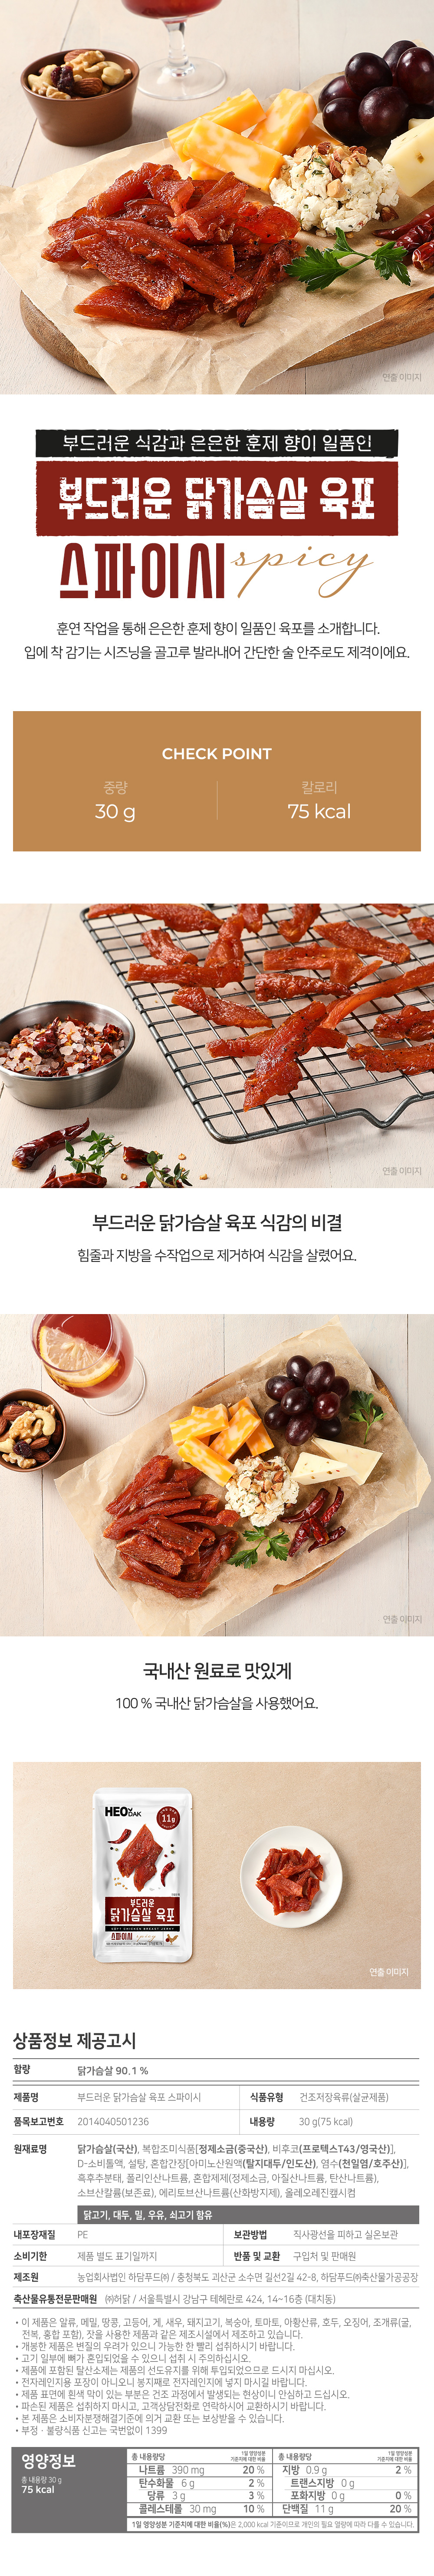 연출 이미지
부드러운 식감과 은은한 훈제 향이 일품인
부드러운 닭가슴살 육포
스파이시 spicy
훈연 작업을 통해 은은한 훈제 향이 일품인 육포를 소개합니다.
입에 착 감기는 시즈닝을 골고루 발라내어 간단한 술 안주로도 제격이에요.
CHECK POINT
중량
30 g
칼로리
75 kcal
연출 이미지
부드러운 닭가슴살 육포 식감의 비결
힘줄과 지방을 수작업으로 제거하여 식감을 살렸어요.
연출 이미지
국내산 원료로 맛있게
100 % 국내산 닭가슴살을 사용했어요.
HEO DAK
11g
부드러운
닭가슴살 육포
스파이시 spicy
연출 이미지
상품정보 제공고시
함량 닭가슴살 90.1 %
제품명 부드러운 닭가슴살 육포 스파이시 식품유형 건조저장육류(살균제품)
품목보고번호 2014040501236 내용량 30 g(75 kcal)
원재료명 닭가슴살(국산), 복합조미식품[정제소금(중국산), 비후코(프로텍스T43/영국산)],
D-소비톨액, 설탕, 혼합간장[아미노산원액(탈지대두/인도산), 염수(천일염/호주산)],
흑후추분태, 폴리인산나트륨, 혼합제제(정제소금, 아질산나트륨, 탄산나트륨),
소브산칼륨(보존료), 에리토브산나트륨(산화방지제), 올레오레진캪시컴
닭고기, 대두, 밀, 우유, 쇠고기 함유
내포장재질 PE 보관방법 직사광선을 피하고 실온보관
소비기한 제품 별도 표기일까지 반품 및 교환 구입처 및 판매원
제조원 농업회사법인 하담푸드㈜ / 충청북도 괴산군 소수면 길선2길 42-8, 하담푸드㈜축산물가공공장
축산물유통전문판매원 ㈜허닭 / 서울특별시 강남구 테헤란로 424, 14~16층 (대치동)
• 이 제품은 알류, 메밀, 땅콩, 고등어, 게, 새우, 돼지고기, 복숭아, 토마토, 아황산류, 호두, 오징어, 조개류(굴,
전복, 홍합 포함), 잣을 사용한 제품과 같은 제조시설에서 제조하고 있습니다.
• 개봉한 제품은 변질의 우려가 있으니 가능한 한 빨리 섭취하시기 바랍니다.
• 고기 일부에 뼈가 혼입되었을 수 있으니 섭취 시 주의하십시오.
• 제품에 포함된 탈산소제는 제품의 선도유지를 위해 투입되었으므로 드시지 마십시오.
• 전자레인지용 포장이 아니오니 봉지째로 전자레인지에 넣지 마시길 바랍니다.
• 제품 표면에 흰색 막이 있는 부분은 건조 과정에서 발생되는 현상이니 안심하고 드십시오.
• 파손된 제품은 섭취하지 마시고, 고객상담전화로 연락하시어 교환하시기 바랍니다.
• 본 제품은 소비자분쟁해결기준에 의거 교환 또는 보상받을 수 있습니다.
• 부정 · 불량식품 신고는 국번없이 1399
영양정보
총 내용량 30 g
75 kcal
총 내용량당 1일 영양성분 기준치에 대한 비율 총 내용량당 1일 영양성분 기준치에 대한 비율
나트륨 390 mg 20 % 지방 0.9 g 2 %
탄수화물 6 g 2 % 트랜스지방 0 g
당류 3 g 3 % 포화지방 0 g 0 %
콜레스테롤 30 mg 10 % 단백질 11 g 20 %
1일 영양성분 기준치에 대한 비율(%)은 2,000 kcal 기준이므로 개인의 필요 열량에 따라 다를 수 있습니다.